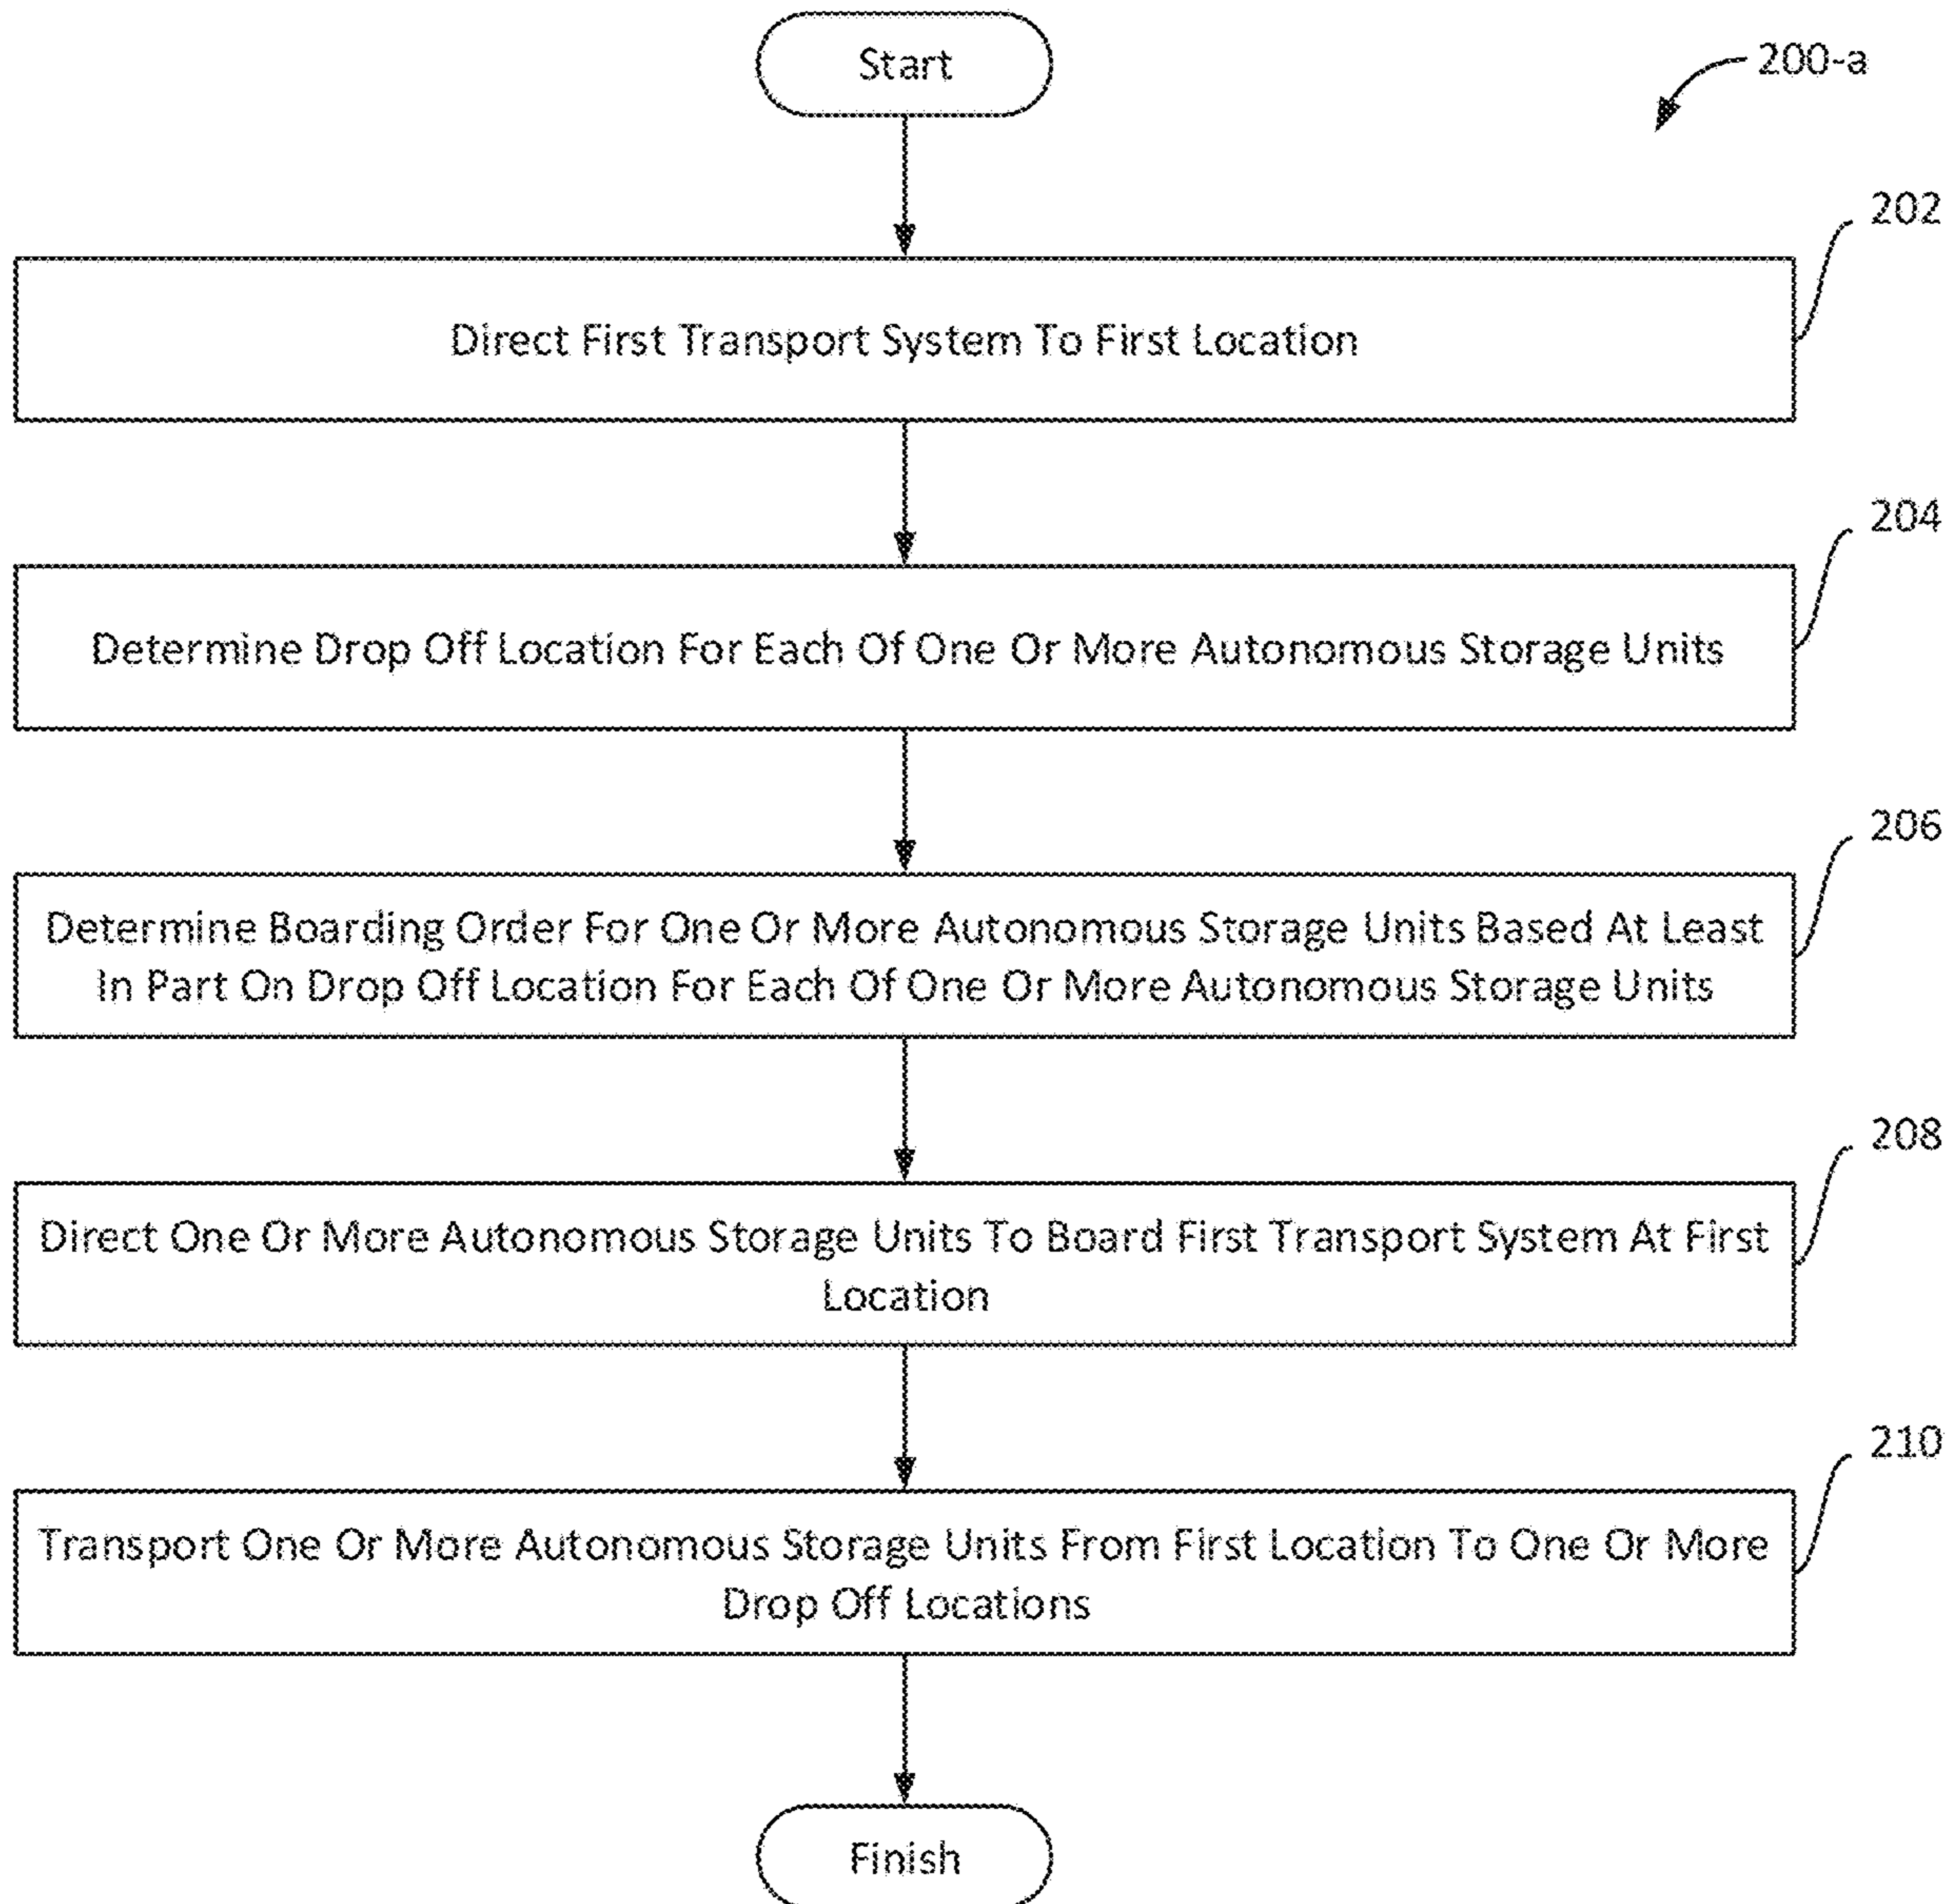 Start
200-a
202
Direct First Transport System To First Location
204
Determine Drop Off Location For Each Of One Or More Autonomous Storage Units
206
Determine Boarding Order For One Or More Autonomous Storage Units Based At Least
In Part On Drop Off Location For Each Of One Or More Autonomous Storage Units
208
Direct One Or More Autonomous Storage Units To Board First Transport System At First
Location
210
Transport One Or More Autonomous Storage Units From First Location To One Or More
Drop Off Locations
Finish